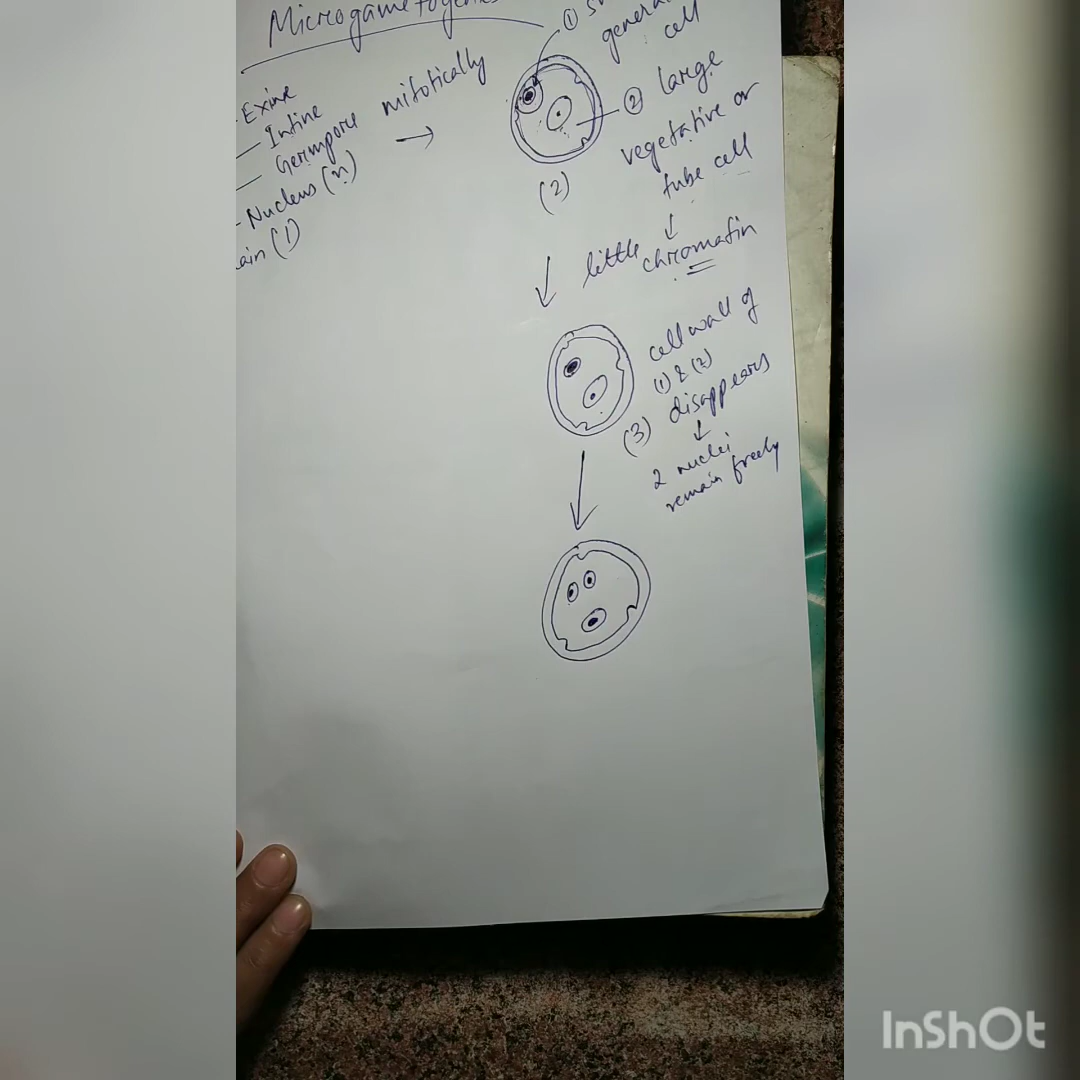 Microgametogenes
Exine
Intine
Germpore
Nucleus (n)
ain (1)
mitotically
①
generat
cell
② large
vegetative or
tube cell
(2)
little chromatin
cell wall of
(1) & (2)
disappears
(3)
2 nuclei
remain freely
InShOt